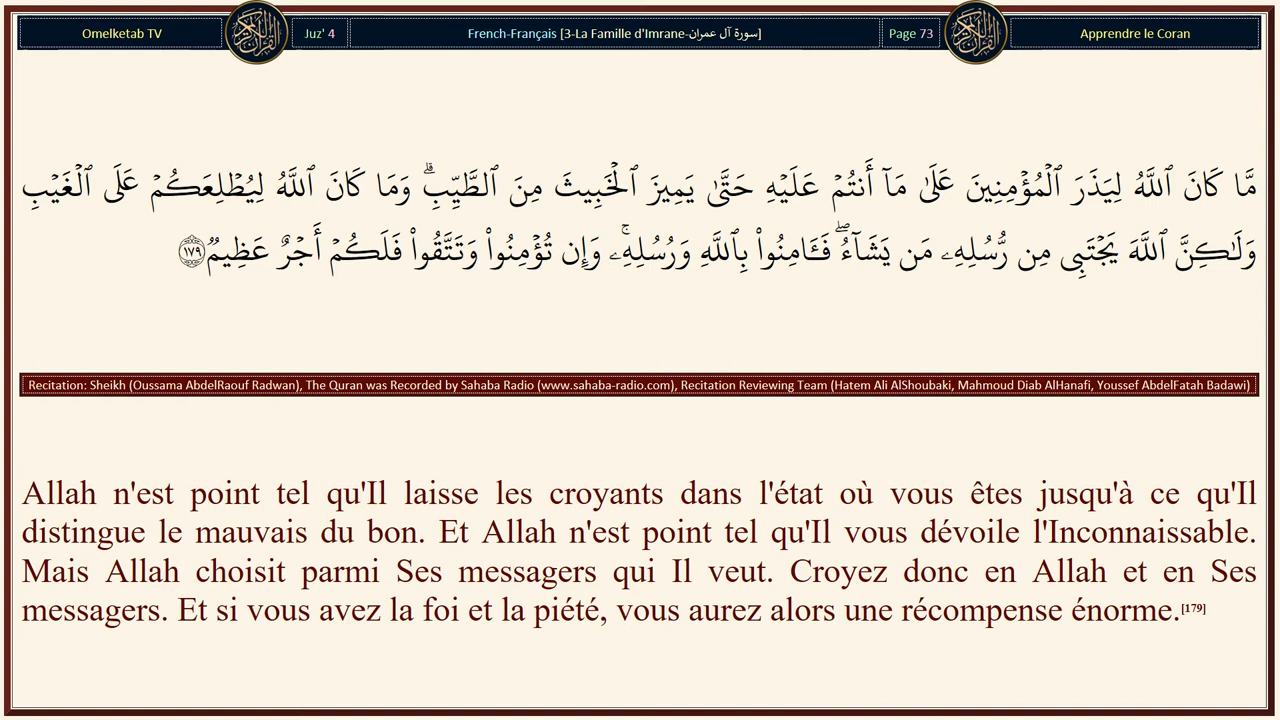 Omelketab TV
Juz' 4
French-Français [3-La Famille d'Imrane-سورة آل عمران]
Page 73
Apprendre le Coran
مَّا كَانَ ٱللَّهُ لِيَذَرَ ٱلْمُؤْمِنِينَ عَلَىٰ مَآ أَنتُمْ عَلَيْهِ حَتَّىٰ يَمِيزَ ٱلْخَبِيثَ مِنَ ٱلطَّيِّبِ ۗ وَمَا كَانَ ٱللَّهُ لِيُطْلِعَكُمْ عَلَى ٱلْغَيْبِ
وَلَٰكِنَّ ٱللَّهَ يَجْتَبِى مِن رُّسُلِهِۦ مَن يَشَآءُ ۖ فَـَٔامِنُوا۟ بِٱللَّهِ وَرُسُلِهِۦ ۚ وَإِن تُؤْمِنُوا۟ وَتَتَّقُوا۟ فَلَكُمْ أَجْرٌ عَظِيمٌ ١٧٩
Recitation: Sheikh (Oussama AbdelRaouf Radwan), The Quran was Recorded by Sahaba Radio (www.sahaba-radio.com), Recitation Reviewing Team (Hatem Ali AlShoubaki, Mahmoud Diab AlHanafi, Youssef AbdelFatah Badawi)
Allah n'est point tel qu'Il laisse les croyants dans l'état où vous êtes jusqu'à ce qu'Il
distingue le mauvais du bon. Et Allah n'est point tel qu'Il vous dévoile l'Inconnaissable.
Mais Allah choisit parmi Ses messagers qui Il veut. Croyez donc en Allah et en Ses
messagers. Et si vous avez la foi et la piété, vous aurez alors une récompense énorme.[179]